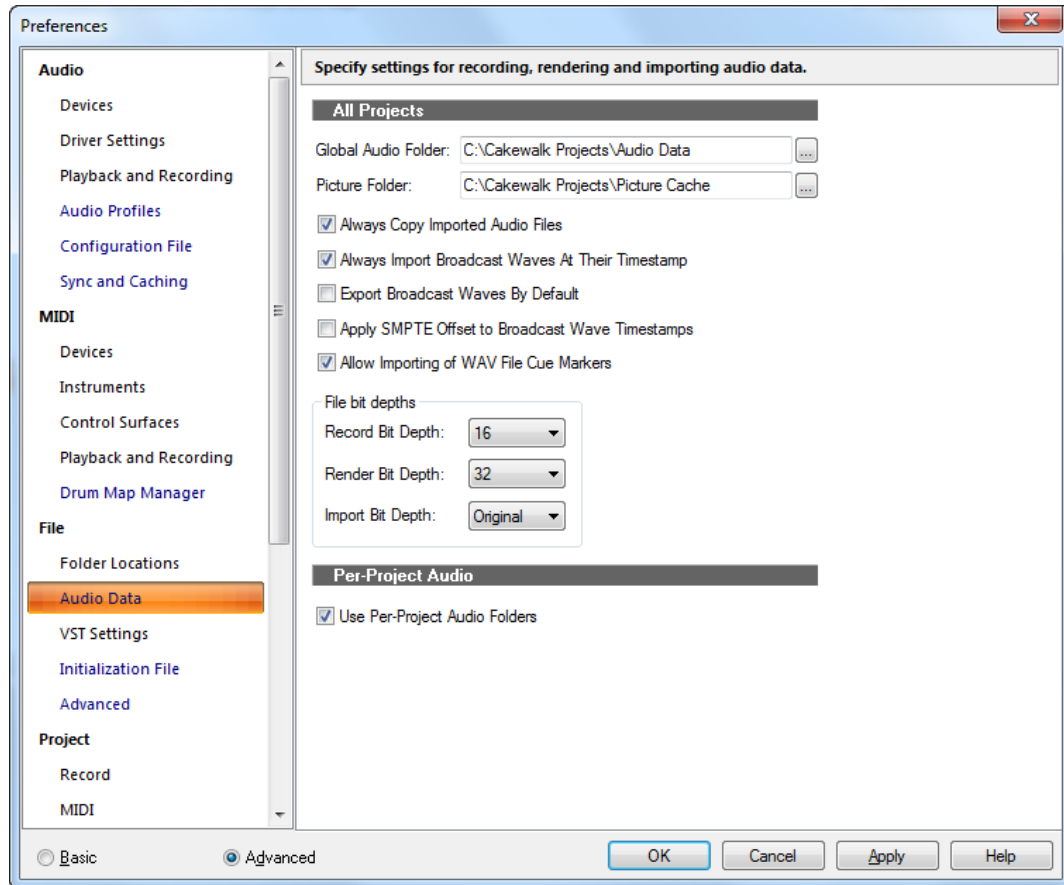 Preferences
Audio
Devices
Driver Settings
Playback and Recording
Audio Profiles
Configuration File
Sync and Caching
MIDI
Devices
Instruments
Control Surfaces
Playback and Recording
Drum Map Manager
File
Folder Locations
Audio Data
VST Settings
Initialization File
Advanced
Project
Record
MIDI
Specify settings for recording, rendering and importing audio data.
All Projects
Global Audio Folder: C:\Cakewalk Projects\Audio Data ...
Picture Folder: C:\Cakewalk Projects\Picture Cache ...
Always Copy Imported Audio Files
Always Import Broadcast Waves At Their Timestamp
Export Broadcast Waves By Default
Apply SMPTE Offset to Broadcast Wave Timestamps
Allow Importing of WAV File Cue Markers
File bit depths
Record Bit Depth: 16
Render Bit Depth: 32
Import Bit Depth: Original
Per-Project Audio
Use Per-Project Audio Folders
Basic Advanced OK Cancel Apply Help